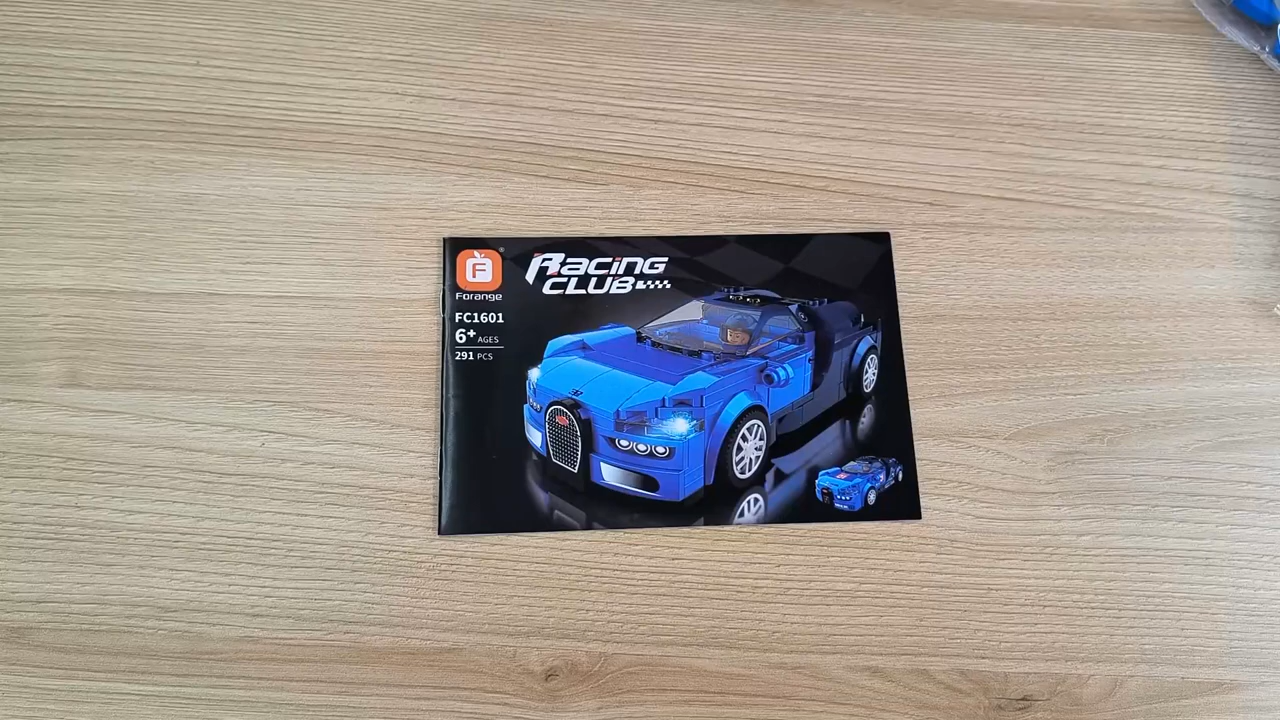 Forange
FC1601
6+ AGES
291 PCS
Racing
CLUB